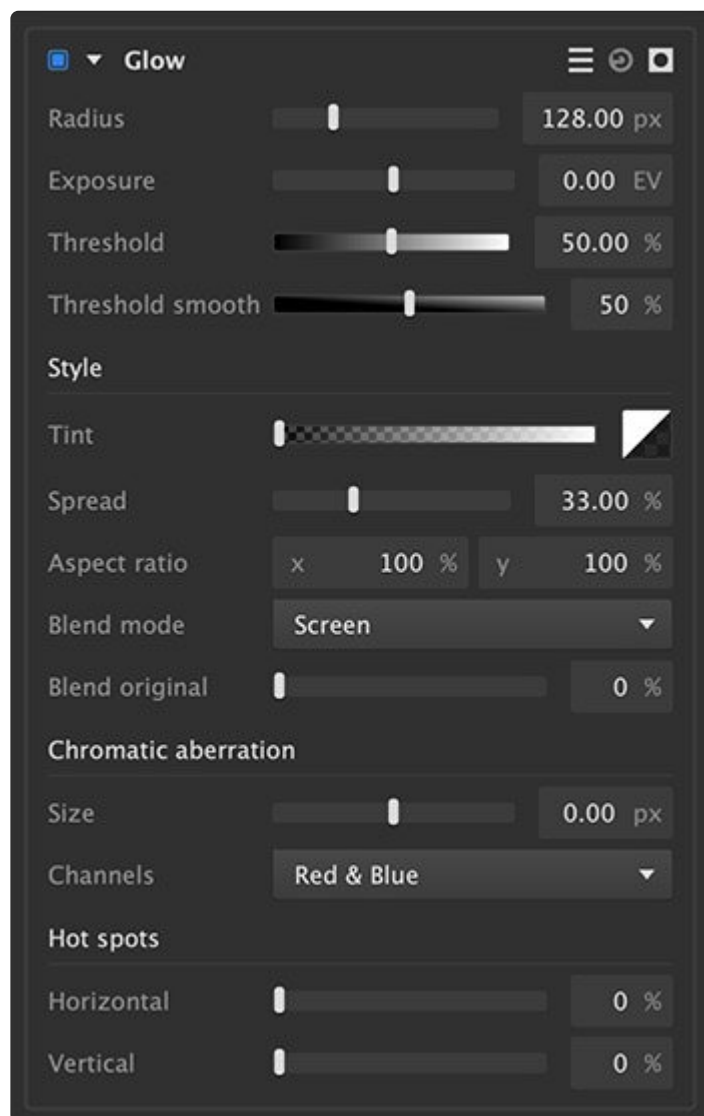 Glow
Radius 128.00 px
Exposure 0.00 EV
Threshold 50.00 %
Threshold smooth 50 %
Style
Tint
Spread 33.00 %
Aspect ratio x 100 % y 100 %
Blend mode Screen
Blend original 0 %
Chromatic aberration
Size 0.00 px
Channels Red & Blue
Hot spots
Horizontal 0 %
Vertical 0 %